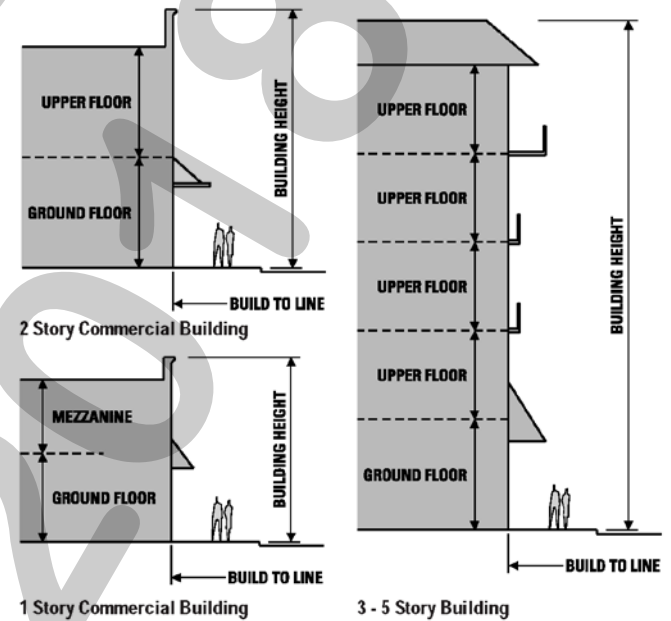 UPPER FLOOR
GROUND FLOOR
BUILDING HEIGHT
BUILD TO LINE
2 Story Commercial Building
MEZZANINE
GROUND FLOOR
BUILDING HEIGHT
BUILD TO LINE
1 Story Commercial Building
UPPER FLOOR
UPPER FLOOR
UPPER FLOOR
UPPER FLOOR
GROUND FLOOR
BUILDING HEIGHT
BUILD TO LINE
3 - 5 Story Building